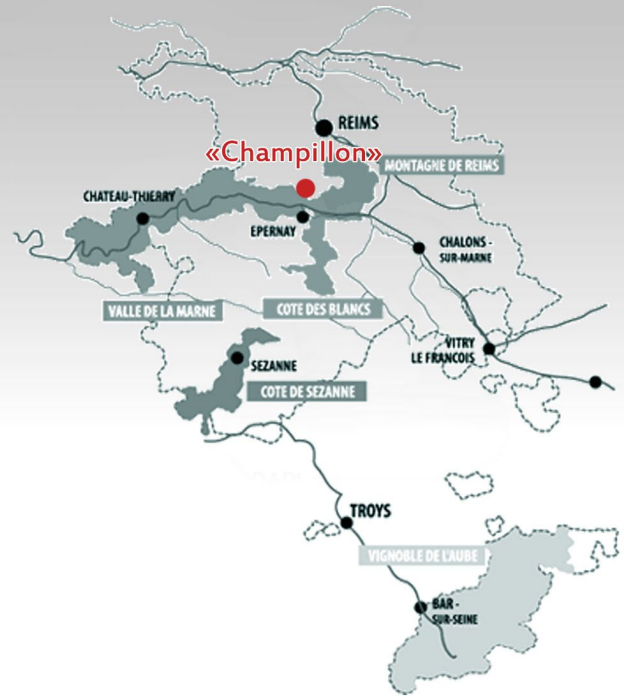 REIMS
«Champillon»
MONTAGNE DE REIMS
CHATEAU-THIERRY
EPERNAY
CHALONS -
SUR-MARNE
VALLE DE LA MARNE
COTE DES BLANCS
VITRY
LE FRANCOIS
SEZANNE
COTE DE SEZANNE
TROYS
VIGNOBLE DE L'AUBE
BAR -
SUR-SEINE